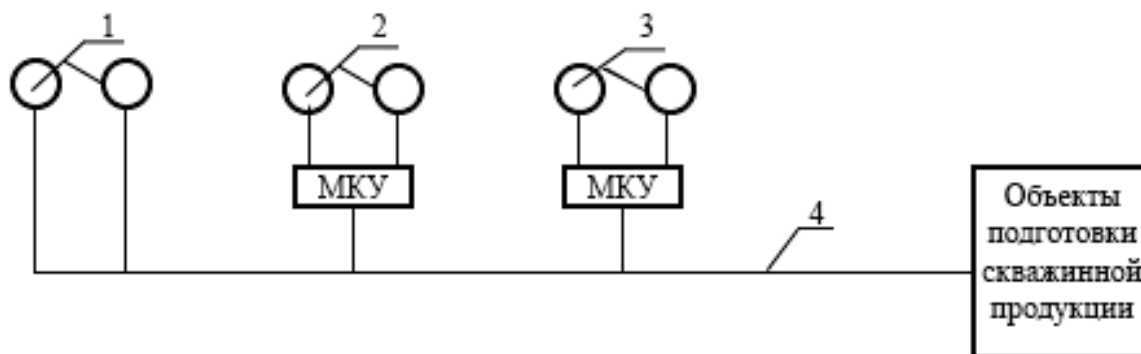 1
2
3
МКУ
МКУ
4
Объекты
подготовки
скважинной
продукции